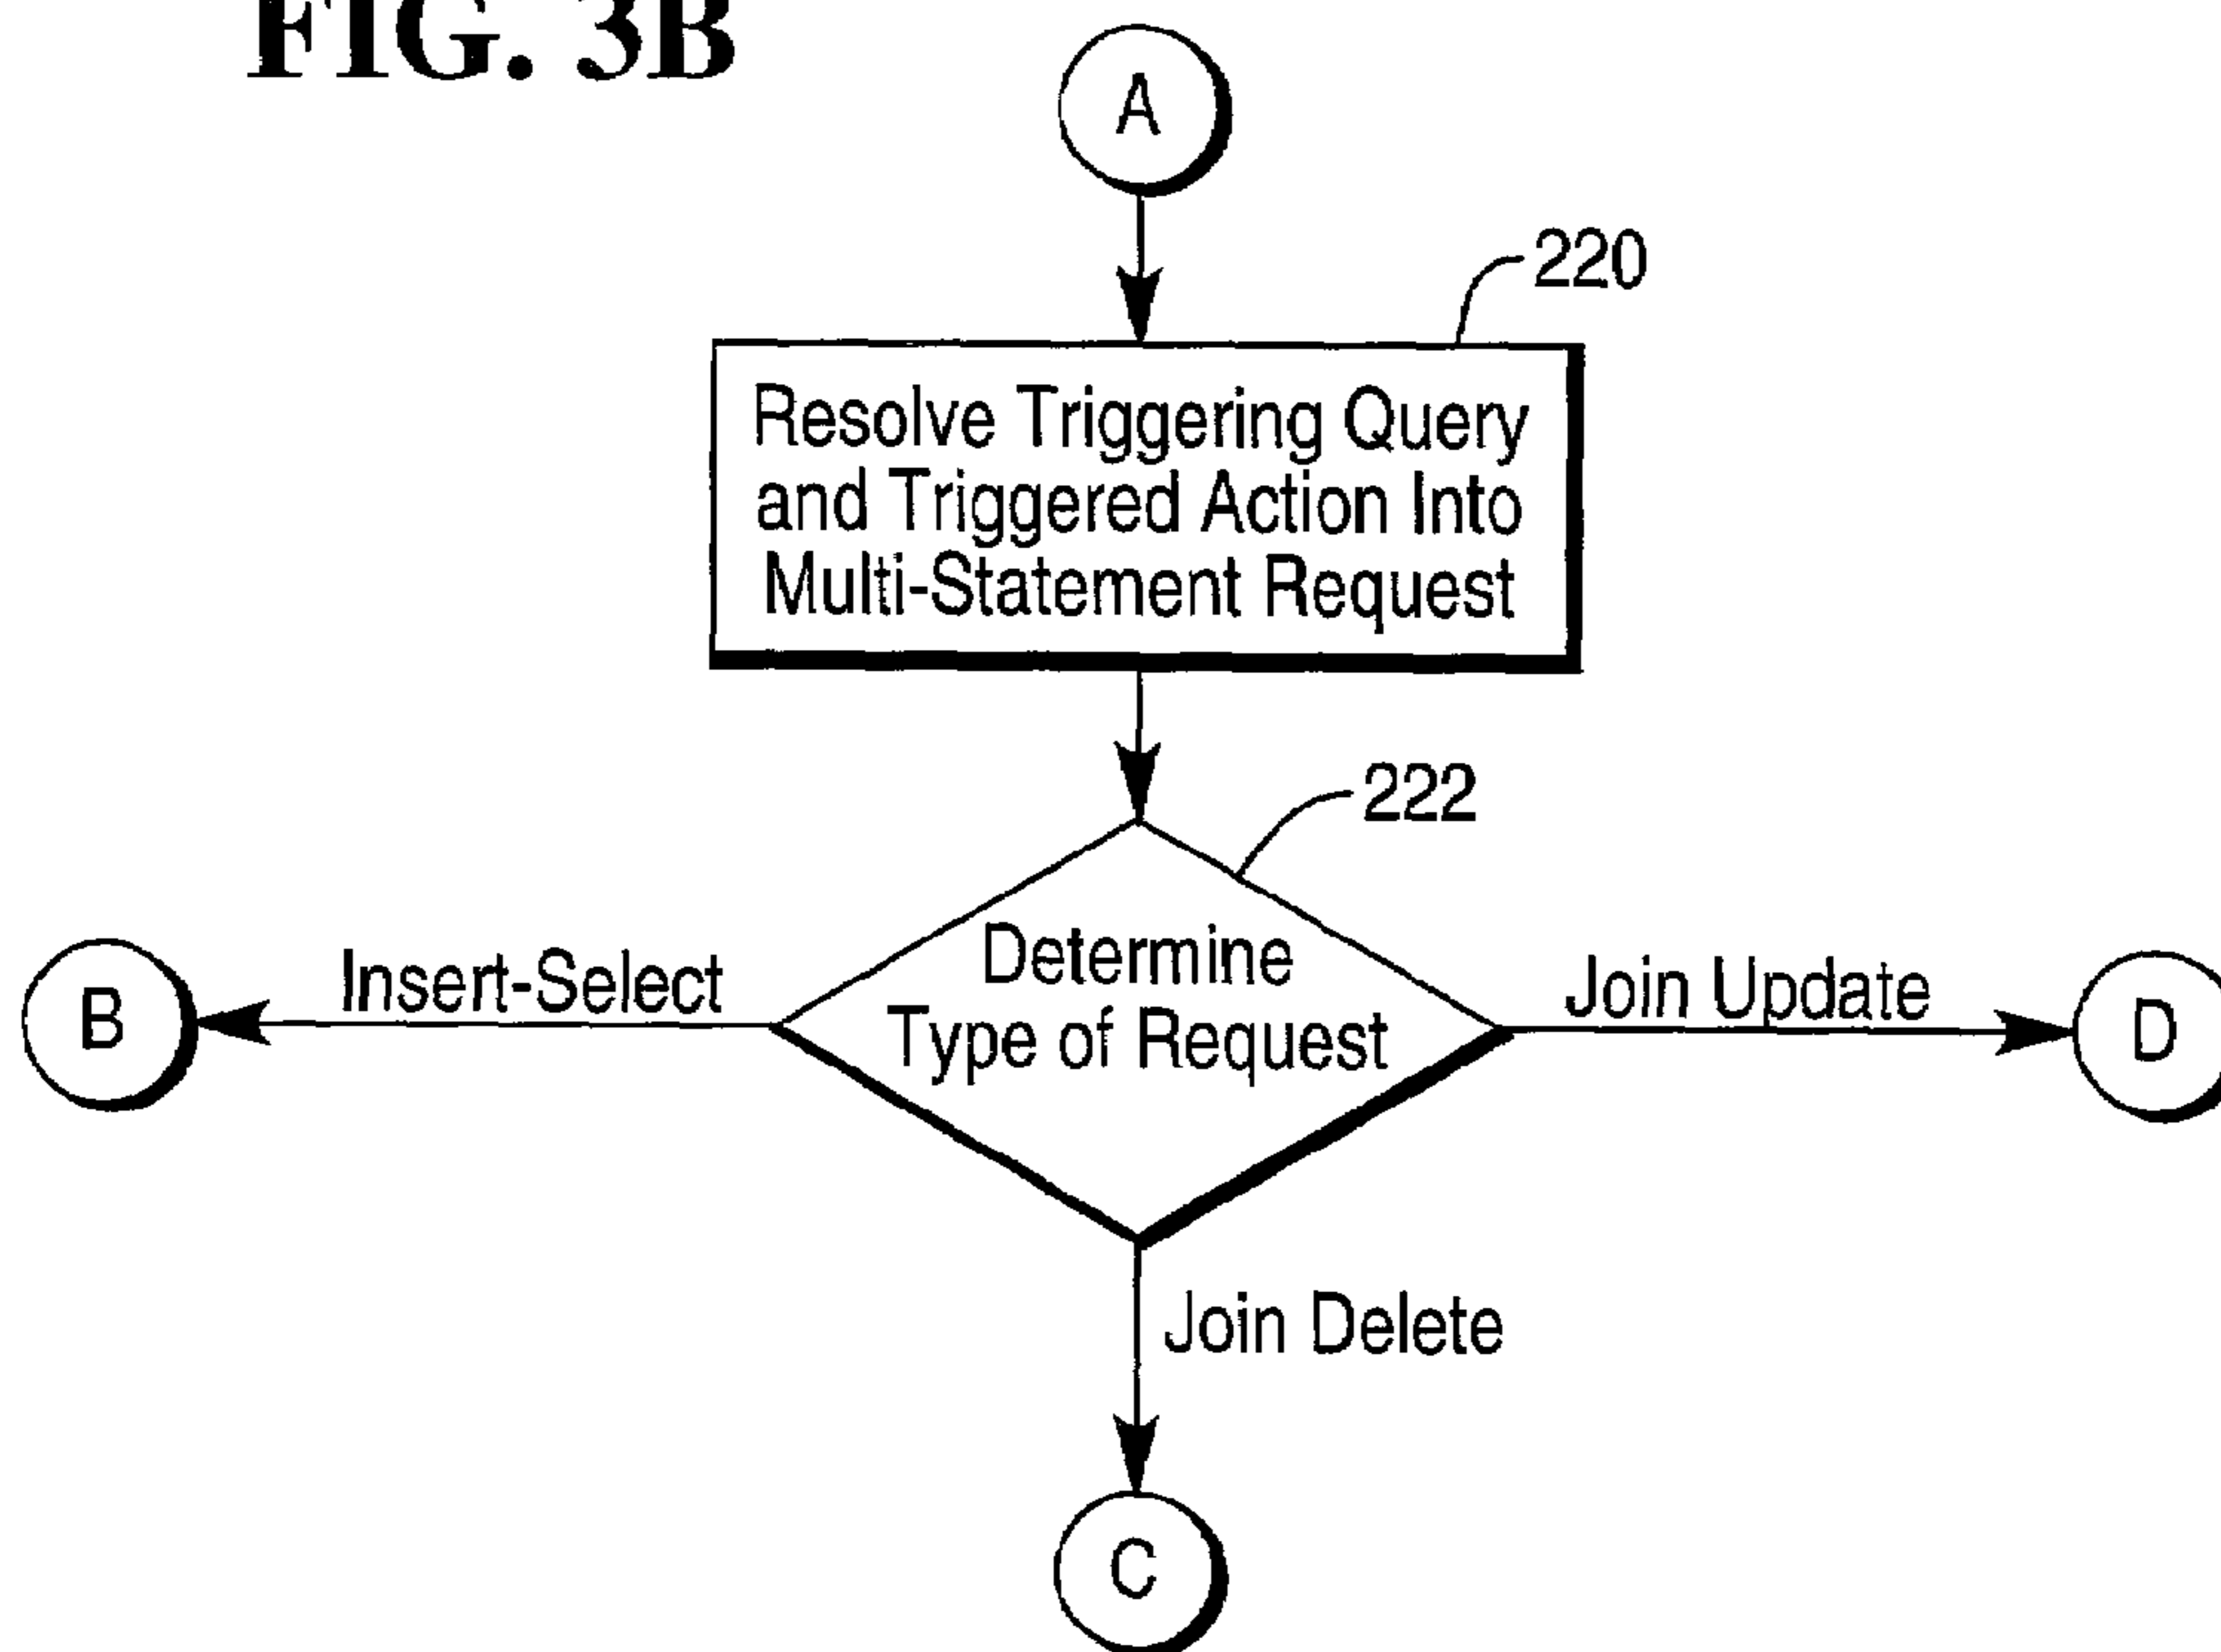 FIG. 3B
A
220
Resolve Triggering Query
and Triggered Action Into
Multi-Statement Request
222
Determine
Type of Request
Insert-Select
B
Join Update
D
Join Delete
C